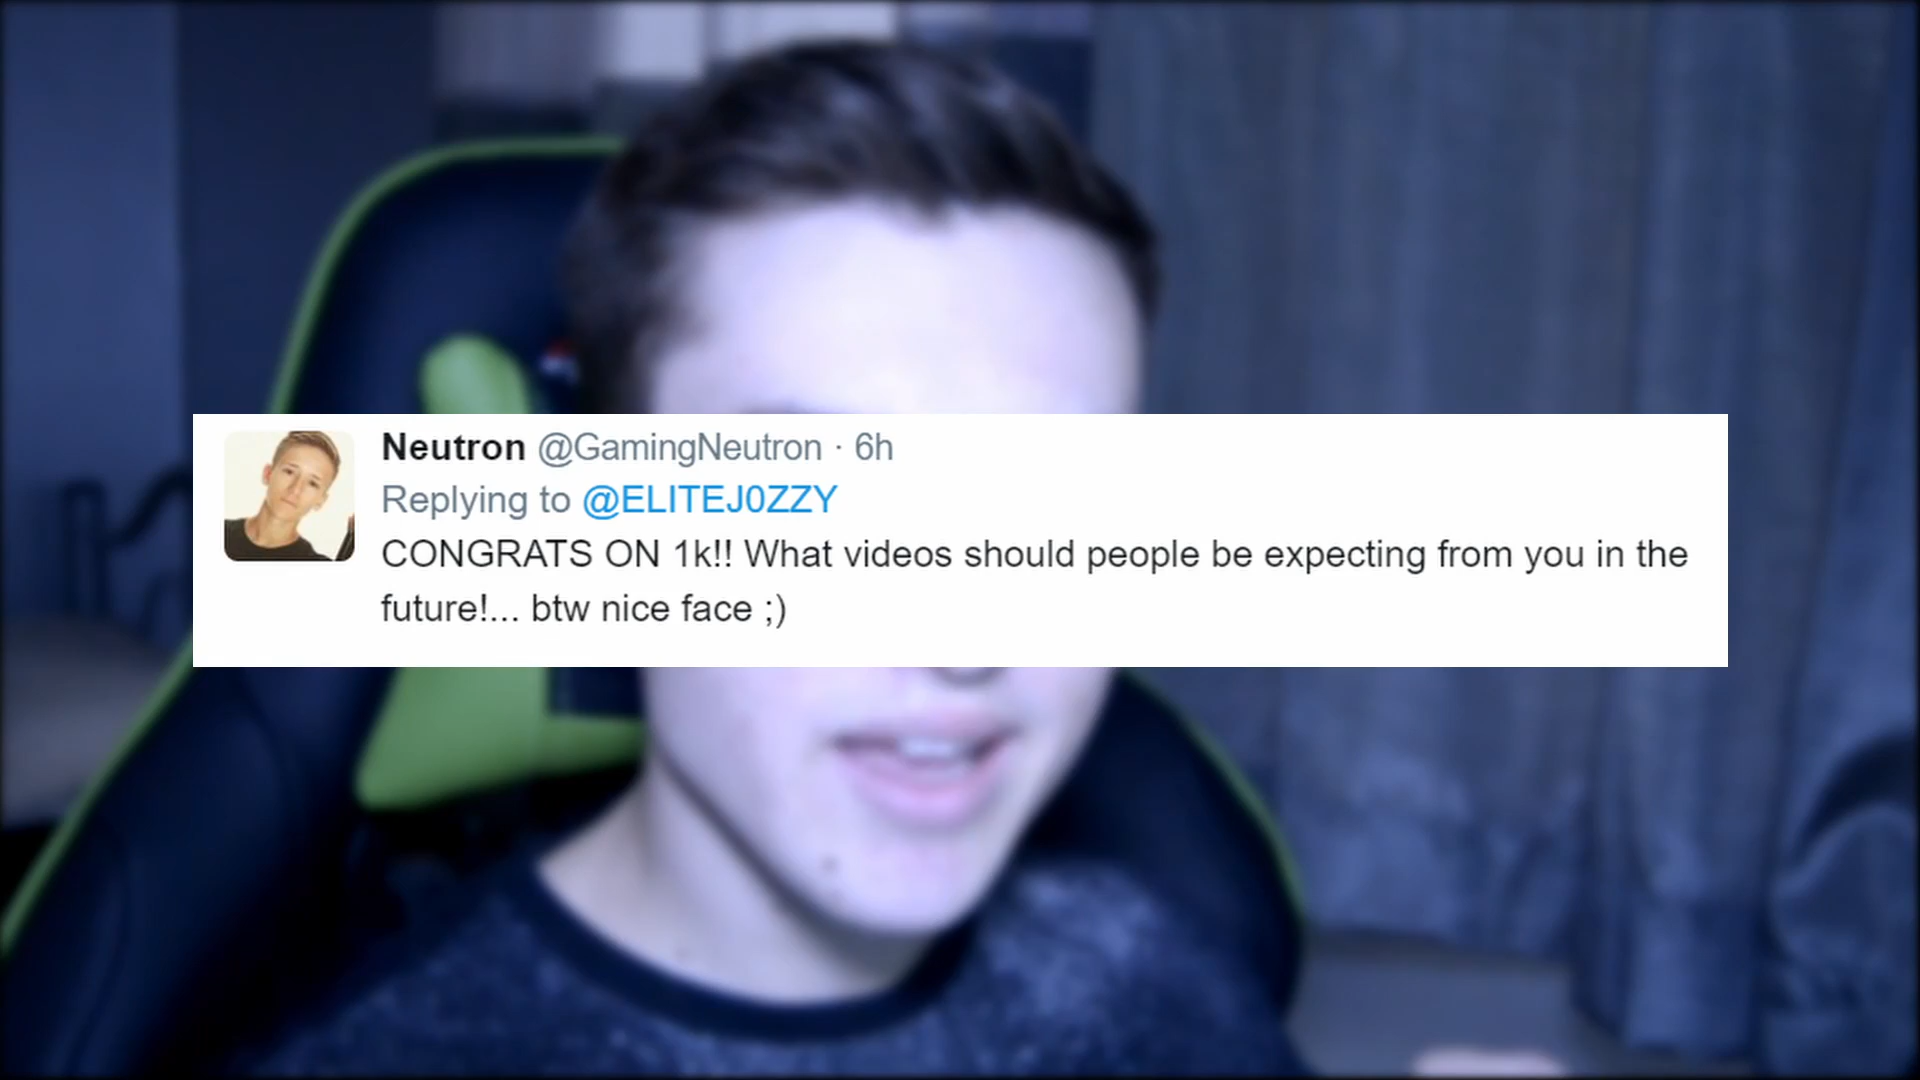 Neutron @GamingNeutron · 6h
Replying to @ELITEJ0ZZY
CONGRATS ON 1k!! What videos should people be expecting from you in the
future!... btw nice face ;)